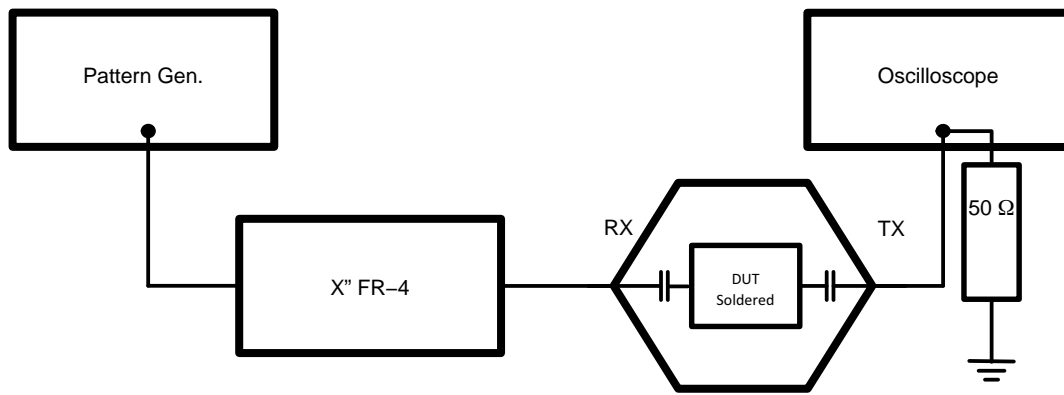 Pattern Gen.
Oscilloscope
50 Ω
RX
TX
X” FR−4
DUT
Soldered